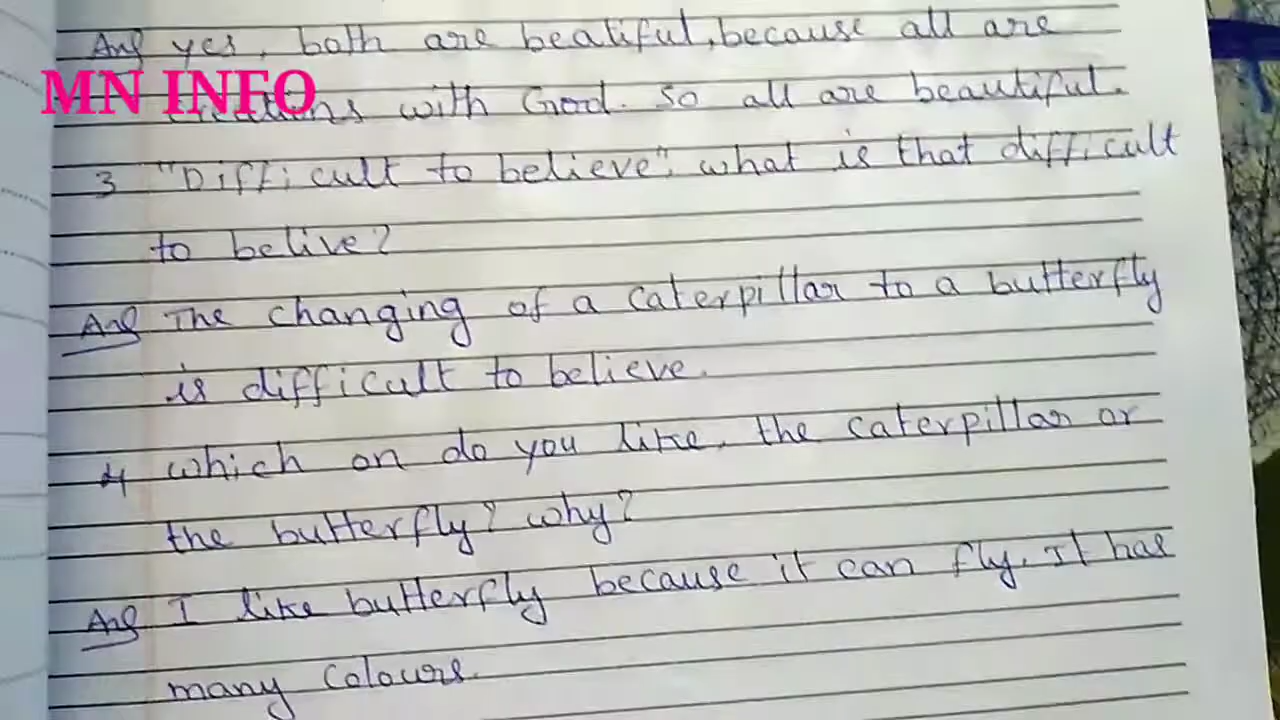 Ans yes, both are beatiful, because all are
MN INFO
creations with God. So all are beautiful.
3 "Difficult to believe". what is that difficult
to belive?
Ans The changing of a caterpillar to a butterfly
is difficult to believe.
4 which on do you like, the caterpillar or
the butterfly? why?
Ans I like butterfly because it can fly. It has
many colours.